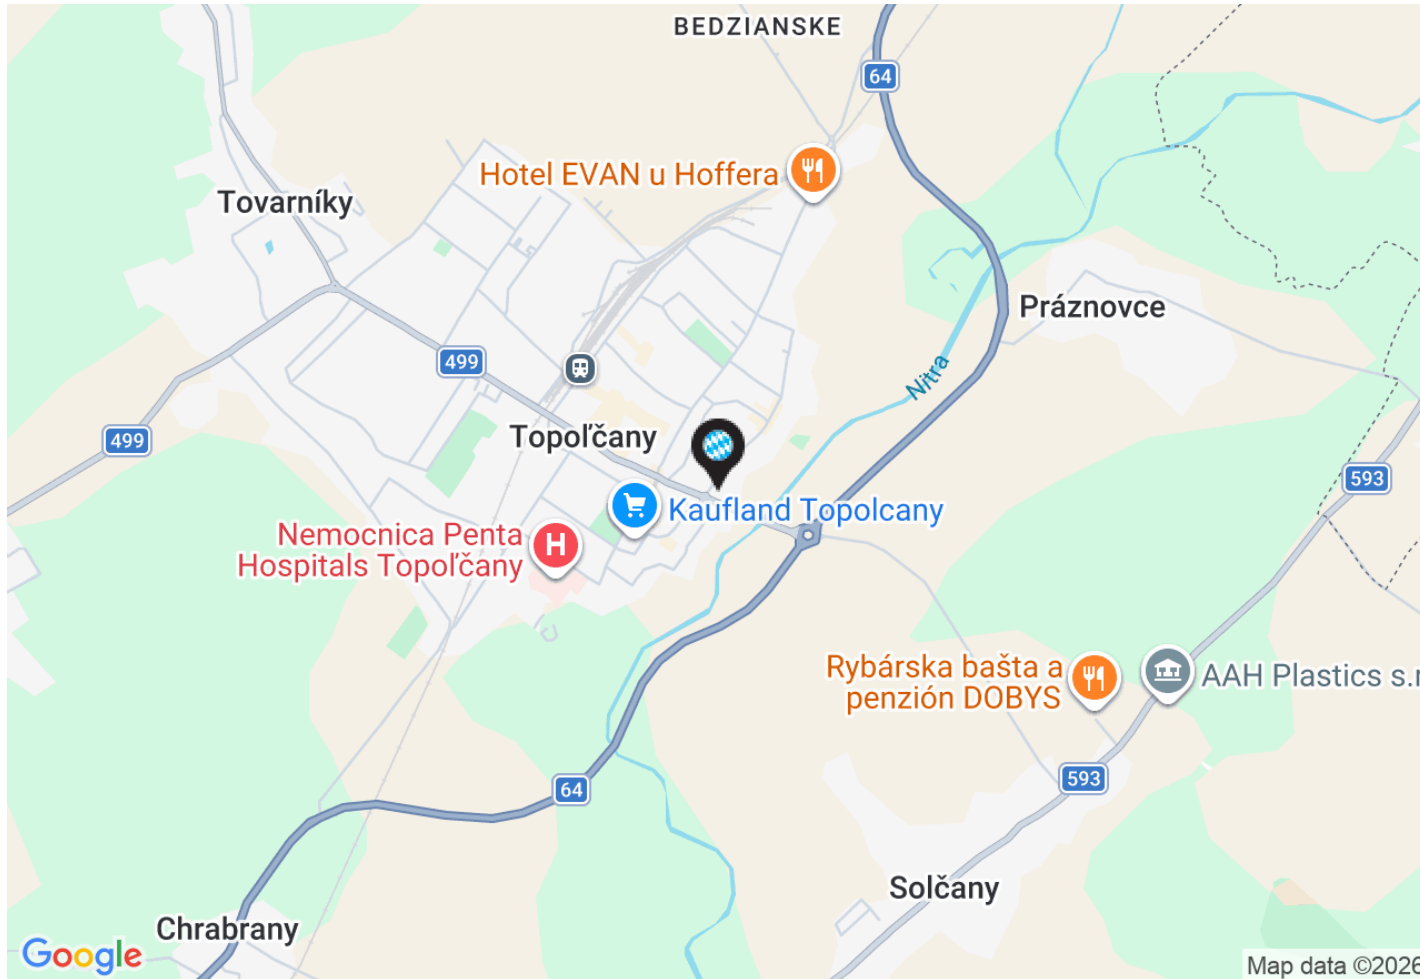 BEDZIANSKE
64
Hotel EVAN u Hoffera
Tovarníky
Práznovce
499
Nitra
499
Topoľčany
593
Kaufland Topolcany
Nemocnica Penta
Hospitals Topoľčany
Rybárska bašta a
penzión DOBYS
AAH Plastics s.r
593
64
Solčany
Chrabrany
Google
Map data ©2026
H